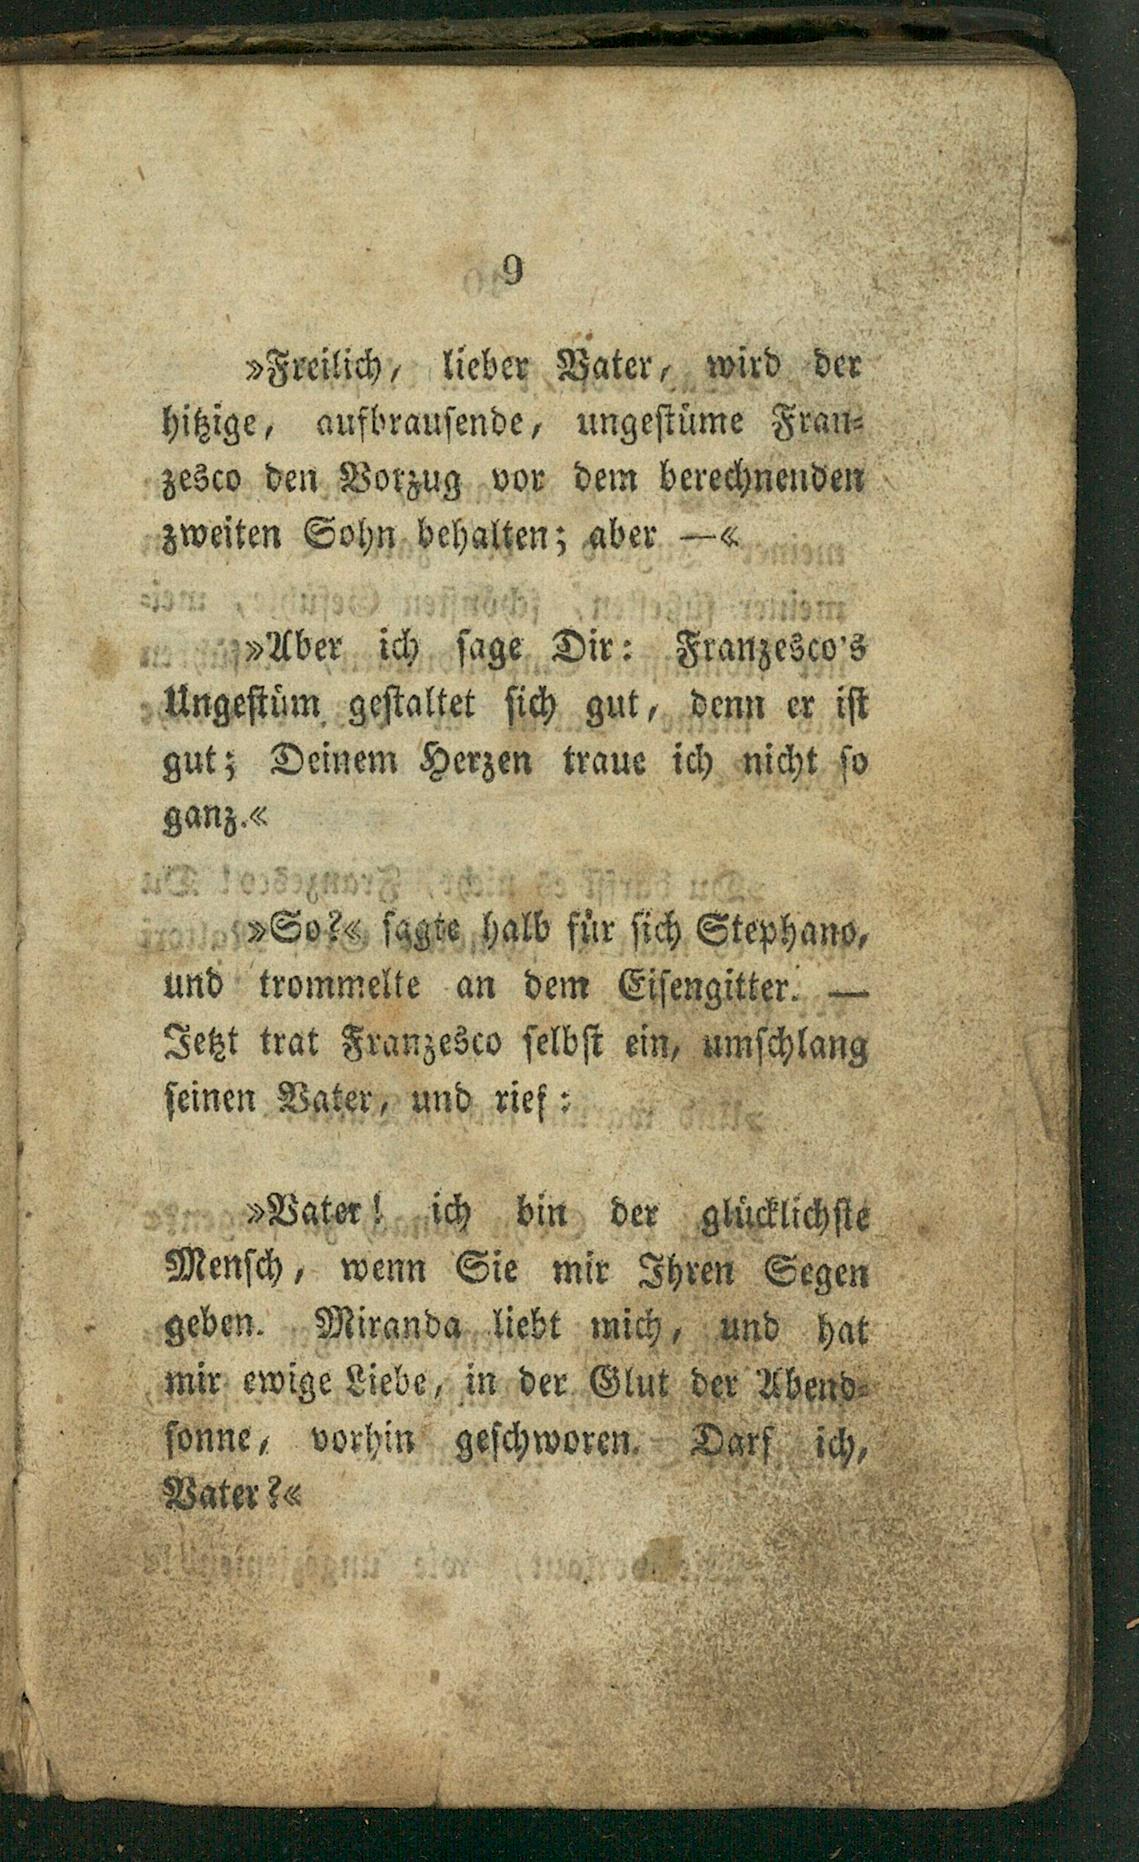 9
»Freilich, lieber Vater, wird der
hitzige, aufbrausende, ungestüme Fran-
zesco den Vorzug vor dem berechnenden
zweiten Sohn behalten; aber —«
»Aber ich sage Dir: Franzesco's
Ungestüm gestaltet sich gut, denn er ist
gut; Deinem Herzen traue ich nicht so
ganz.«
»So?« sagte halb für sich Stephano,
und trommelte an dem Eisengitter. —
Jetzt trat Franzesco selbst ein, umschlang
seinen Vater, und rief:
»Vater! ich bin der glücklichste
Mensch, wenn Sie mir Ihren Segen
geben. Miranda liebt mich, und hat
mir ewige Liebe, in der Glut der Abend-
sonne, vorhin geschworen. Darf ich,
Vater?«